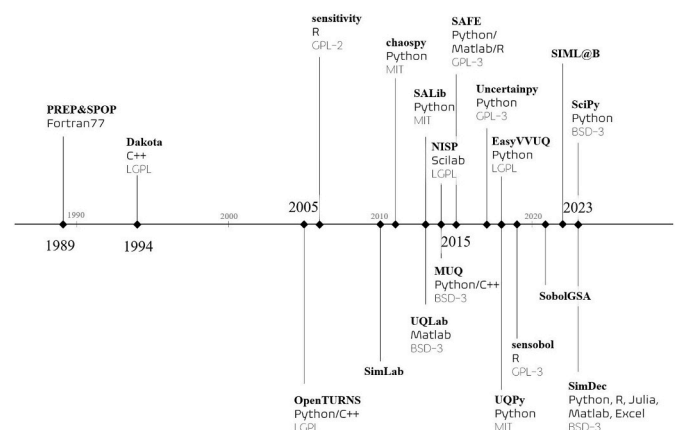 sensitivity
R
GPL-2
chaospy
Python
MIT
SAFE
Python/
Matlab/R
GPL-3
SIML@B
PREP&SPOP
Fortran77
Dakota
C++
LGPL
SALib
Python
MIT
NISP
Scilab
LGPL
Uncertainpy
Python
GPL-3
EasyVVUQ
Python
LGPL
SciPy
Python
BSD-3
1990
2000
2005
2010
2020
2023
1989
1994
2015
MUQ
Python/C++
BSD-3
UQLab
Matlab
BSD-3
SimLab
OpenTURNS
Python/C++
LGPL
UQPy
Python
MIT
sensobol
R
GPL-3
SobolGSA
SimDec
Python, R, Julia,
Matlab, Excel
BSD-3